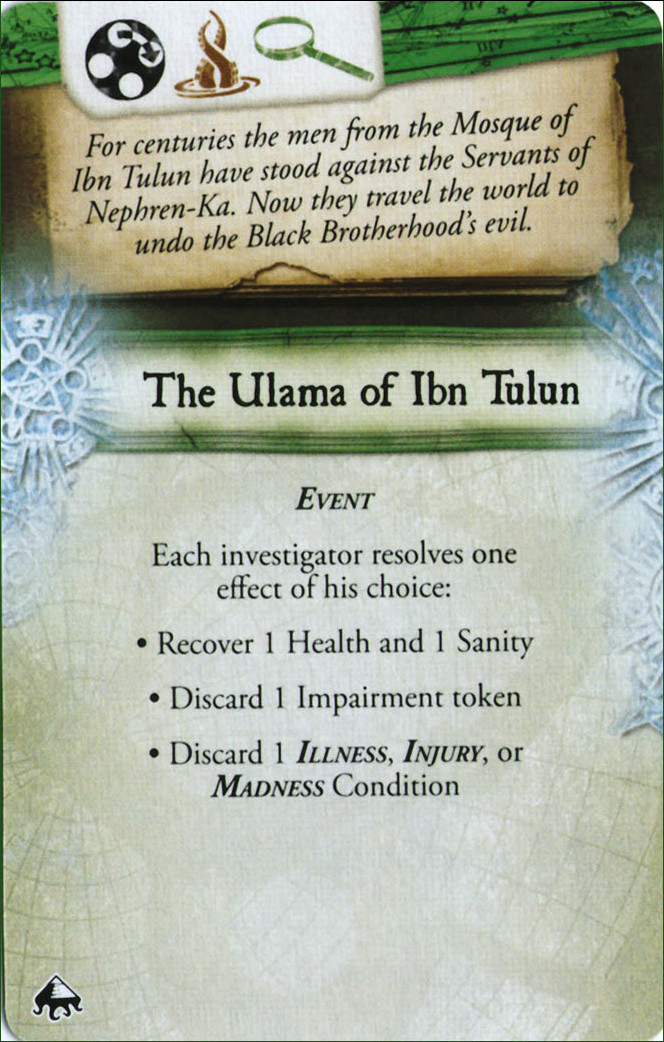 For centuries the men from the Mosque of
Ibn Tulun have stood against the Servants of
Nephren-Ka. Now they travel the world to
undo the Black Brotherhood's evil.
The Ulama of Ibn Tulun
EVENT
Each investigator resolves one
effect of his choice:
• Recover 1 Health and 1 Sanity
• Discard 1 Impairment token
• Discard 1 ILLNESS, INJURY, or
MADNESS Condition